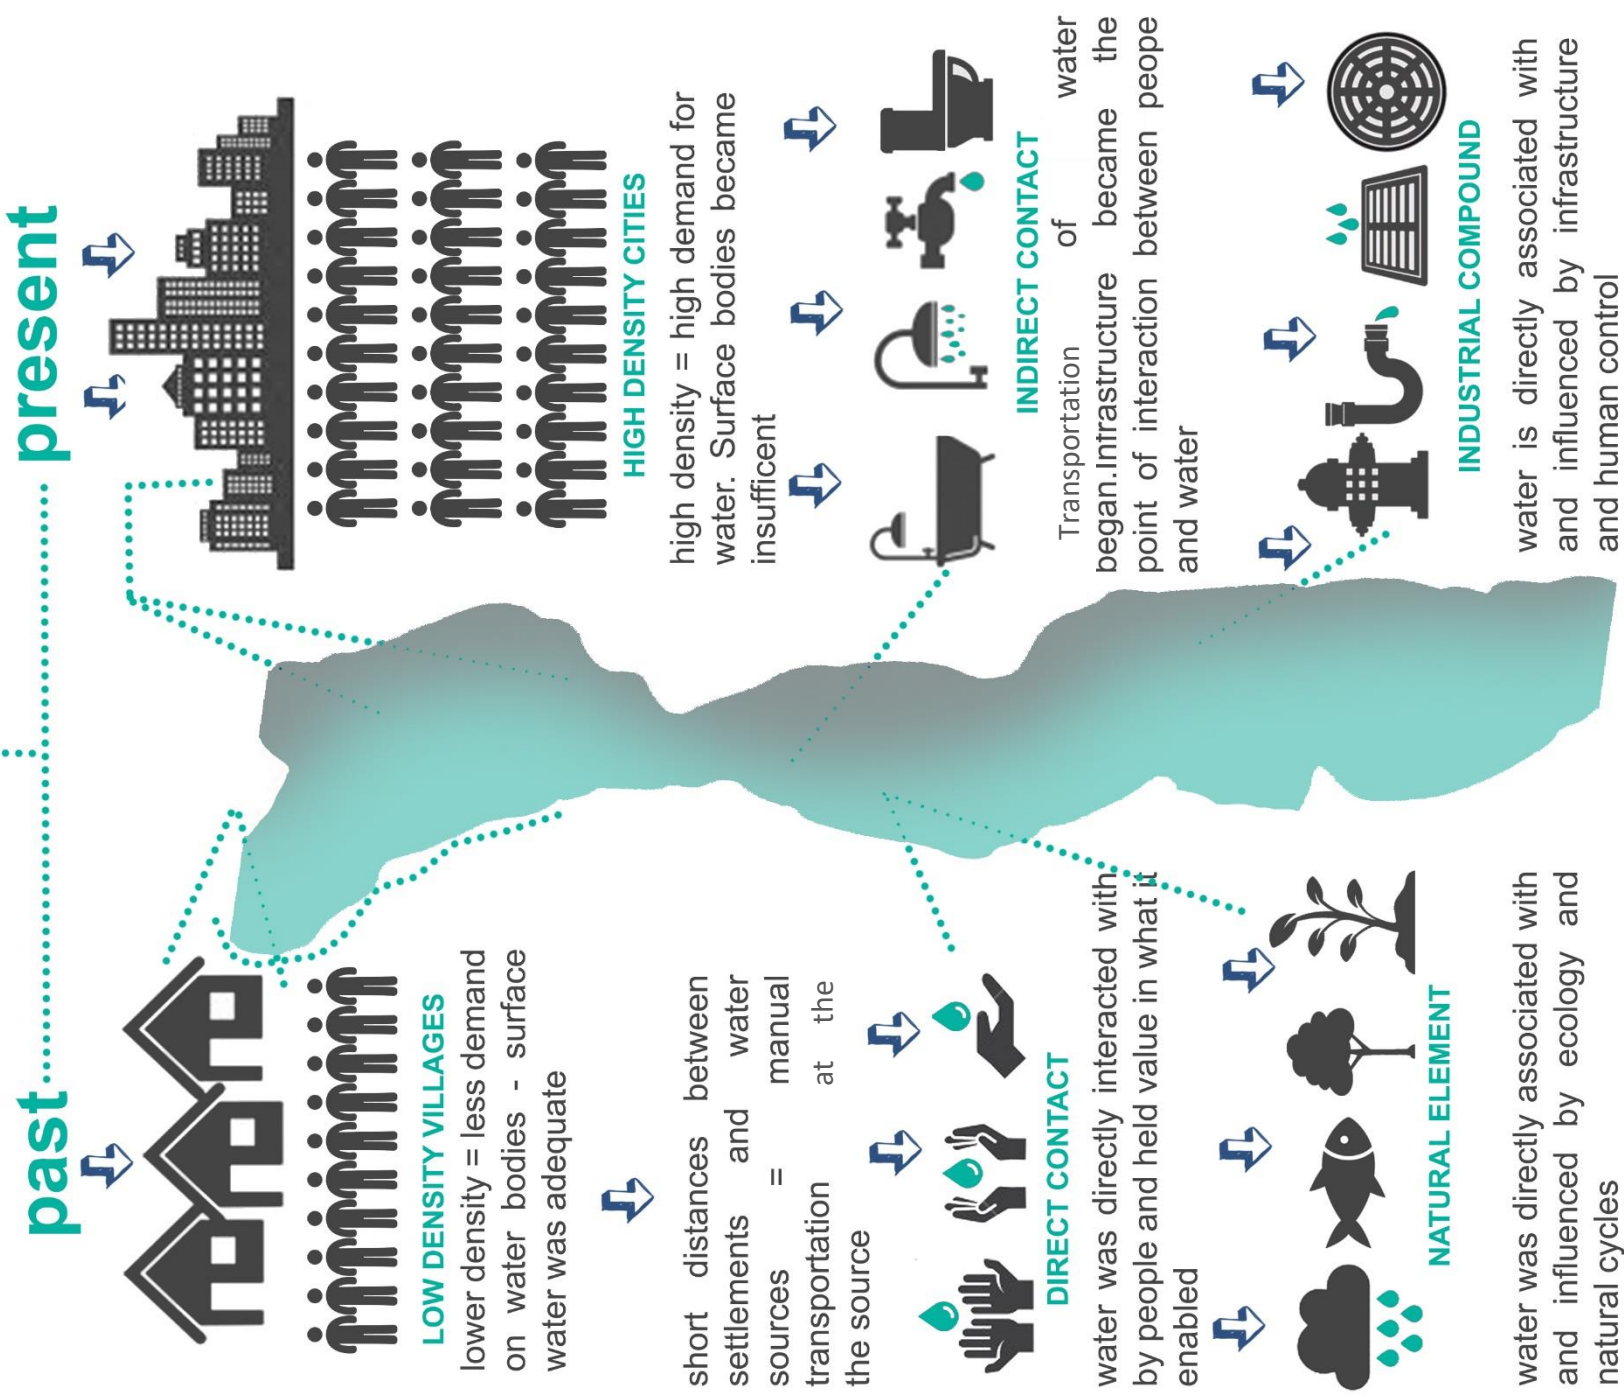 past
present
LOW DENSITY VILLAGES
lower density = less demand
on water bodies - surface
water was adequate
short distances between
settlements and water
sources = manual
transportation at the
the source
DIRECT CONTACT
water was directly interacted with
by people and held value in what it
enabled
NATURAL ELEMENT
water was directly associated with
and influenced by ecology and
natural cycles
HIGH DENSITY CITIES
high density = high demand for
water. Surface bodies became
insufficent
INDIRECT CONTACT
Transportation of water
began.Infrastructure became the
point of interaction between peope
and water
INDUSTRIAL COMPOUND
water is directly associated with
and influenced by infrastructure
and human control